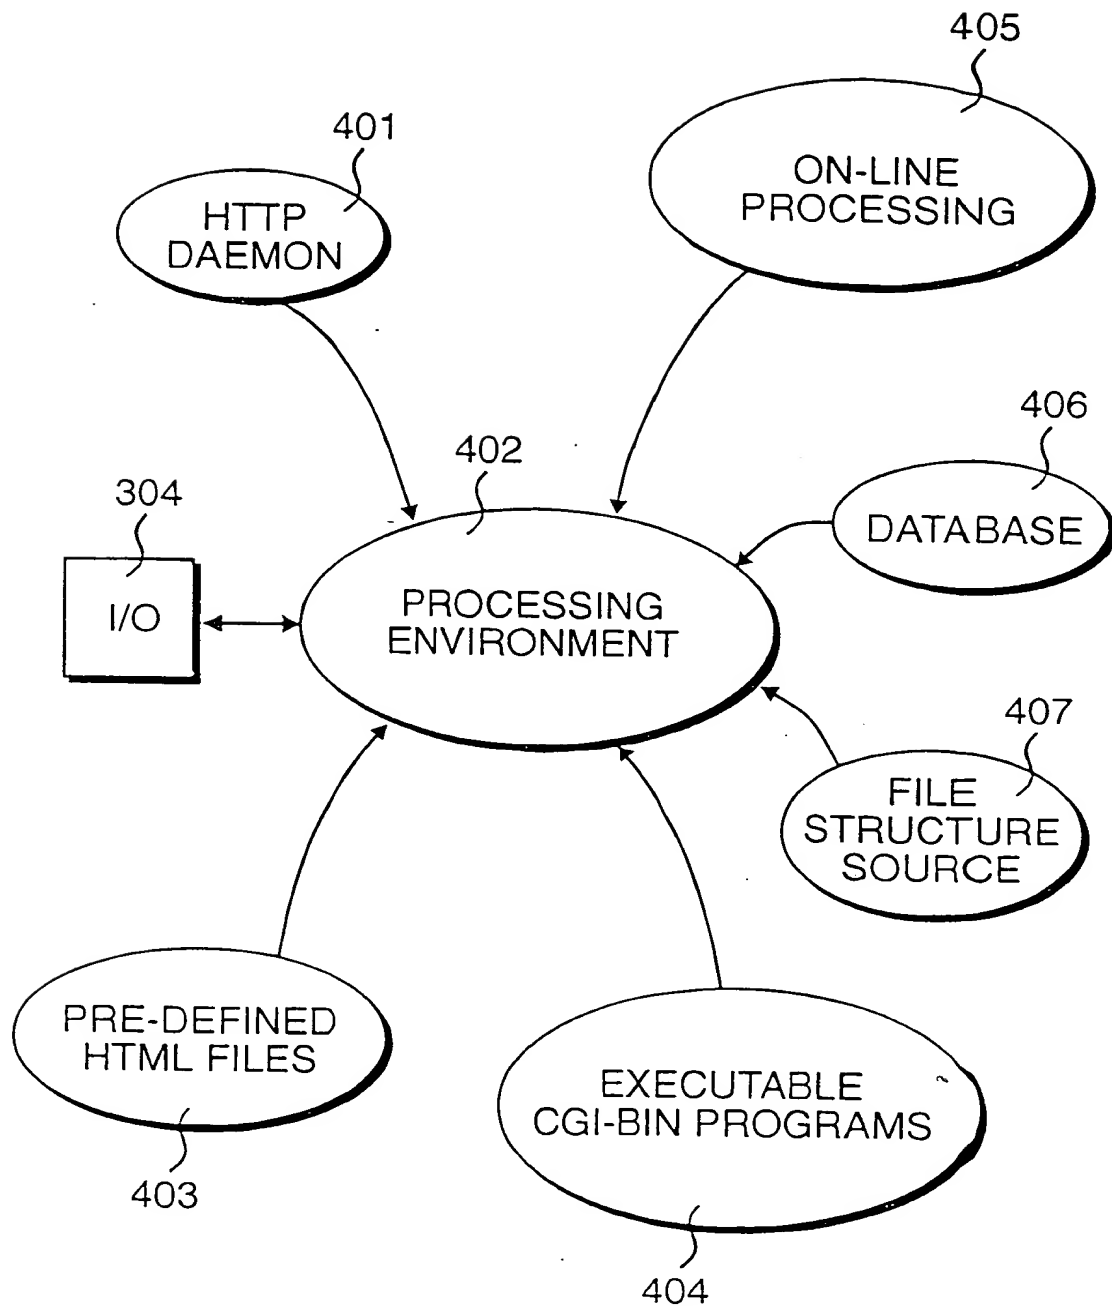 405
ON-LINE
PROCESSING
401
HTTP
DAEMON
406
DATABASE
402
PROCESSING
ENVIRONMENT
304
I/O
407
FILE
STRUCTURE
SOURCE
PRE-DEFINED
HTML FILES
403
EXECUTABLE
CGI-BIN PROGRAMS
404